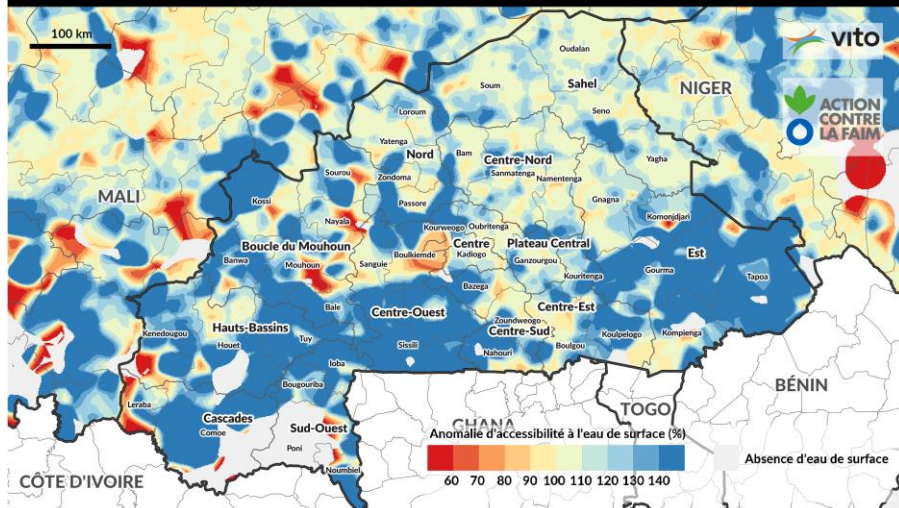 100 km
vito
ACTION
CONTRE
LA FAIM
Oudalan
Sahel
Soum
NIGER
Seno
Loroum
Yatenga
Nord
Bam
Centre-Nord
Sanmatenga
Namentenga
Yagha
Sourou
Zondoma
MALI
Kossi
Passore
Gnagna
Komonjdjari
Nayala
Kourweogo
Oubritenga
Boucle du Mouhoun
Centre
Plateau Central
Est
Banwa
Mouhoun
Sanguie
Boulkiemde
Kadiogo
Ganzourgou
Gourma
Tapoa
Kouritenga
Bazega
Bale
Centre-Ouest
Centre-Est
Zoundweogo
Kenedougou
Hauts-Bassins
Centre-Sud
Koulpelogo
Kompienga
Houet
Tuy
Sissili
Boulgou
Nahouri
Ioba
BÉNIN
Bougouriba
Leraba
TOGO
Cascades
Comoe
Sud-Ouest
GHANA
Poni
Noumbiel
CÔTE D'IVOIRE
Anomalie d'accessibilité à l'eau de surface (%)
60 70 80 90 100 110 120 130 140
Absence d'eau de surface